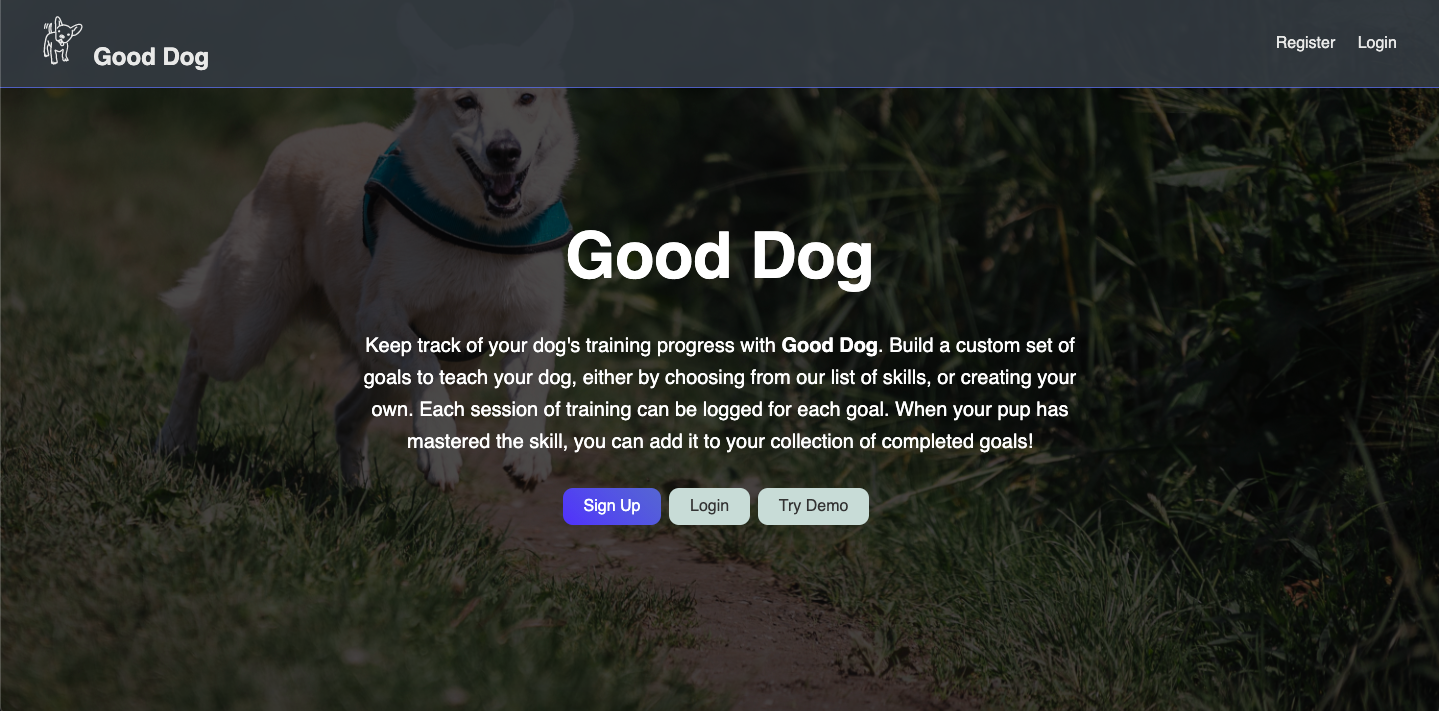 Good Dog
Register Login
Good Dog
Keep track of your dog's training progress with Good Dog. Build a custom set of
goals to teach your dog, either by choosing from our list of skills, or creating your
own. Each session of training can be logged for each goal. When your pup has
mastered the skill, you can add it to your collection of completed goals!
Sign Up Login Try Demo